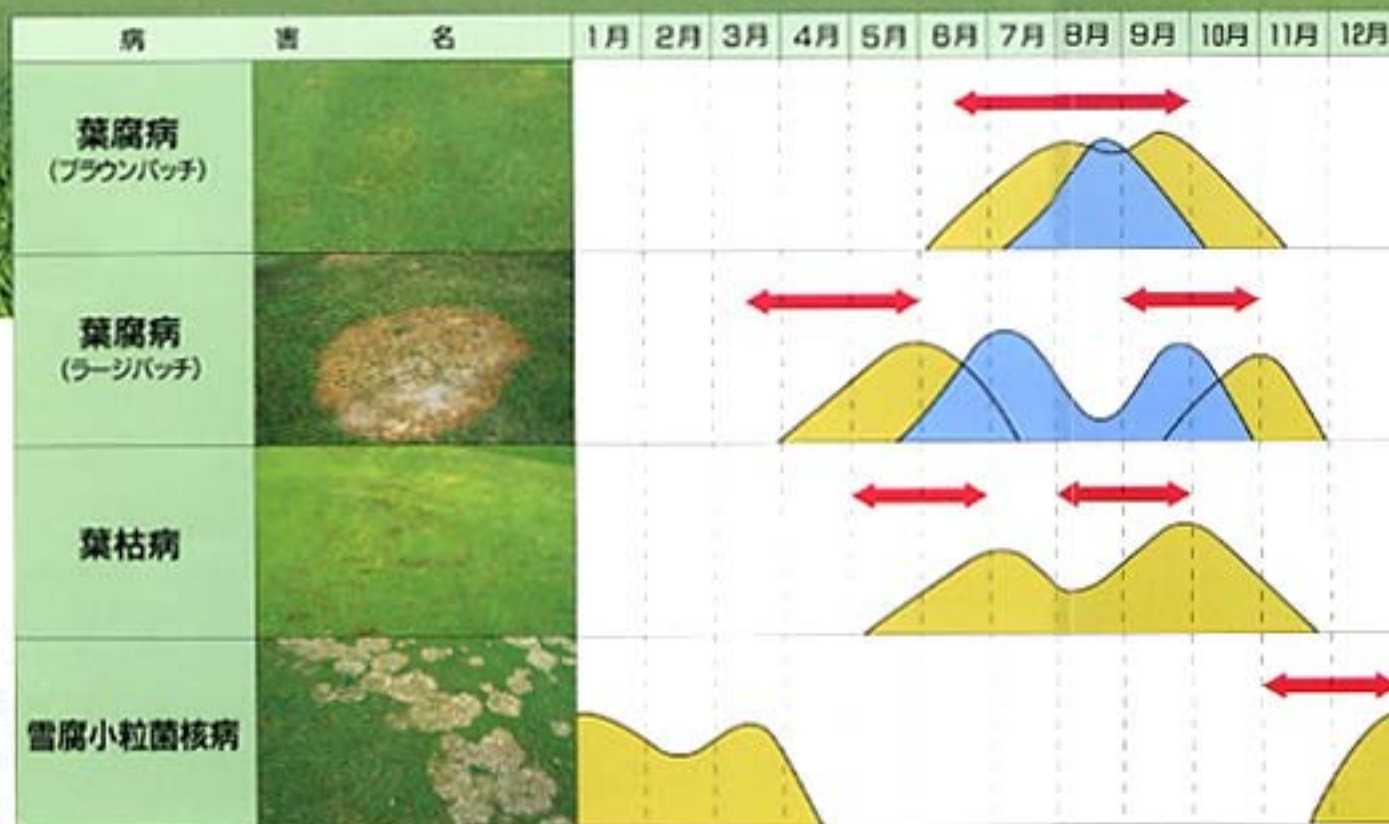 病 害 名 1月 2月 3月 4月 5月 6月 7月 8月 9月 10月 11月 12月
葉腐病
(ブラウンパッチ)
葉腐病
(ラージパッチ)
葉枯病
雪腐小粒菌核病